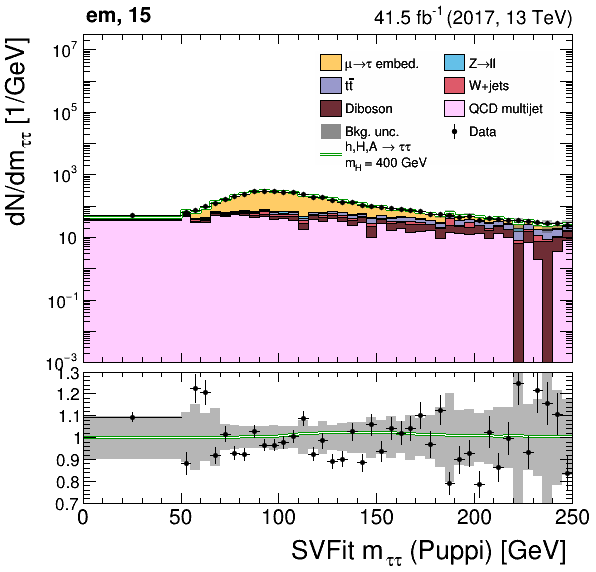 em, 15
41.5 fb⁻¹ (2017, 13 TeV)
dN/dm_ττ [1/GeV]
10⁷
10⁵
10³
10
10⁻¹
10⁻³
μ→τ embed.
Z→ll
tt̄
W+jets
Diboson
QCD multijet
Bkg. unc.
Data
h,H,A → ττ
m_H = 400 GeV
1.3
1.2
1.1
1
0.9
0.8
0.7
0 50 100 150 200 250
SVFit m_ττ (Puppi) [GeV]